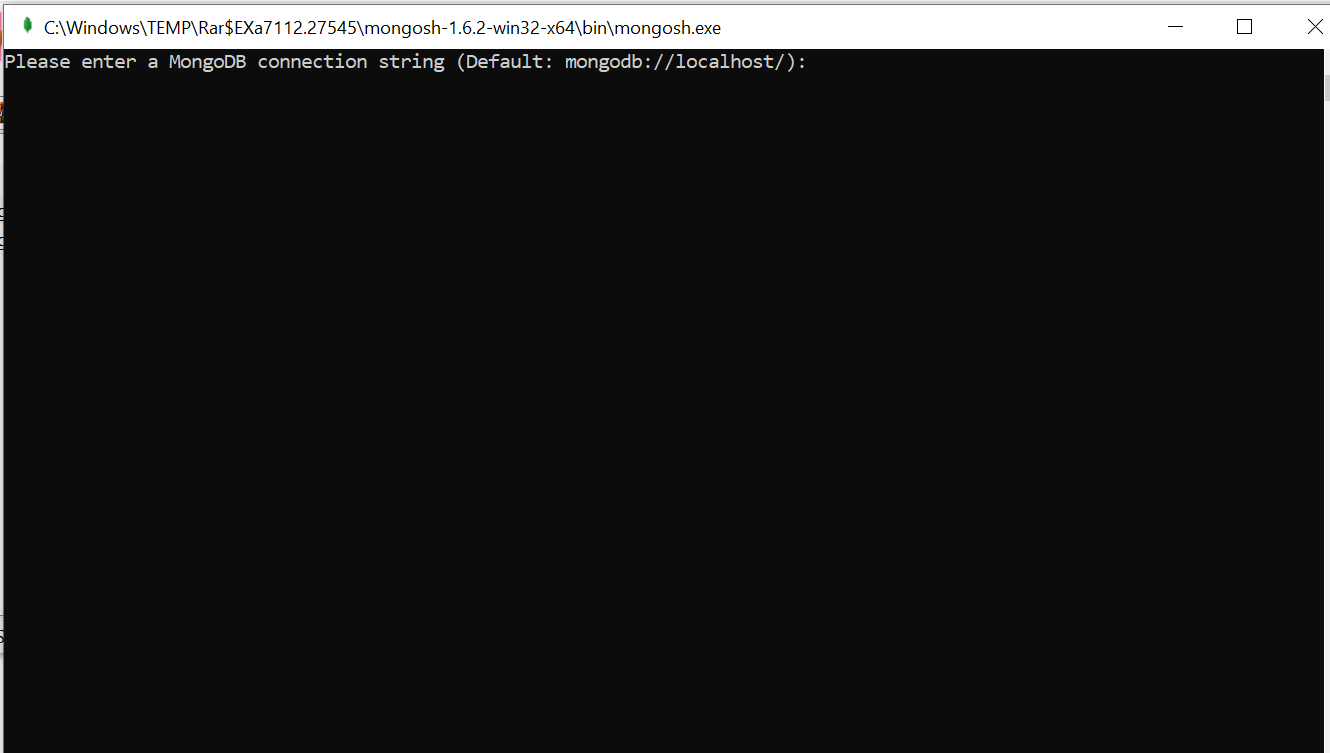 C:\Windows\TEMP\Rar$EXa7112.27545\mongosh-1.6.2-win32-x64\bin\mongosh.exe
Please enter a MongoDB connection string (Default: mongodb://localhost/):